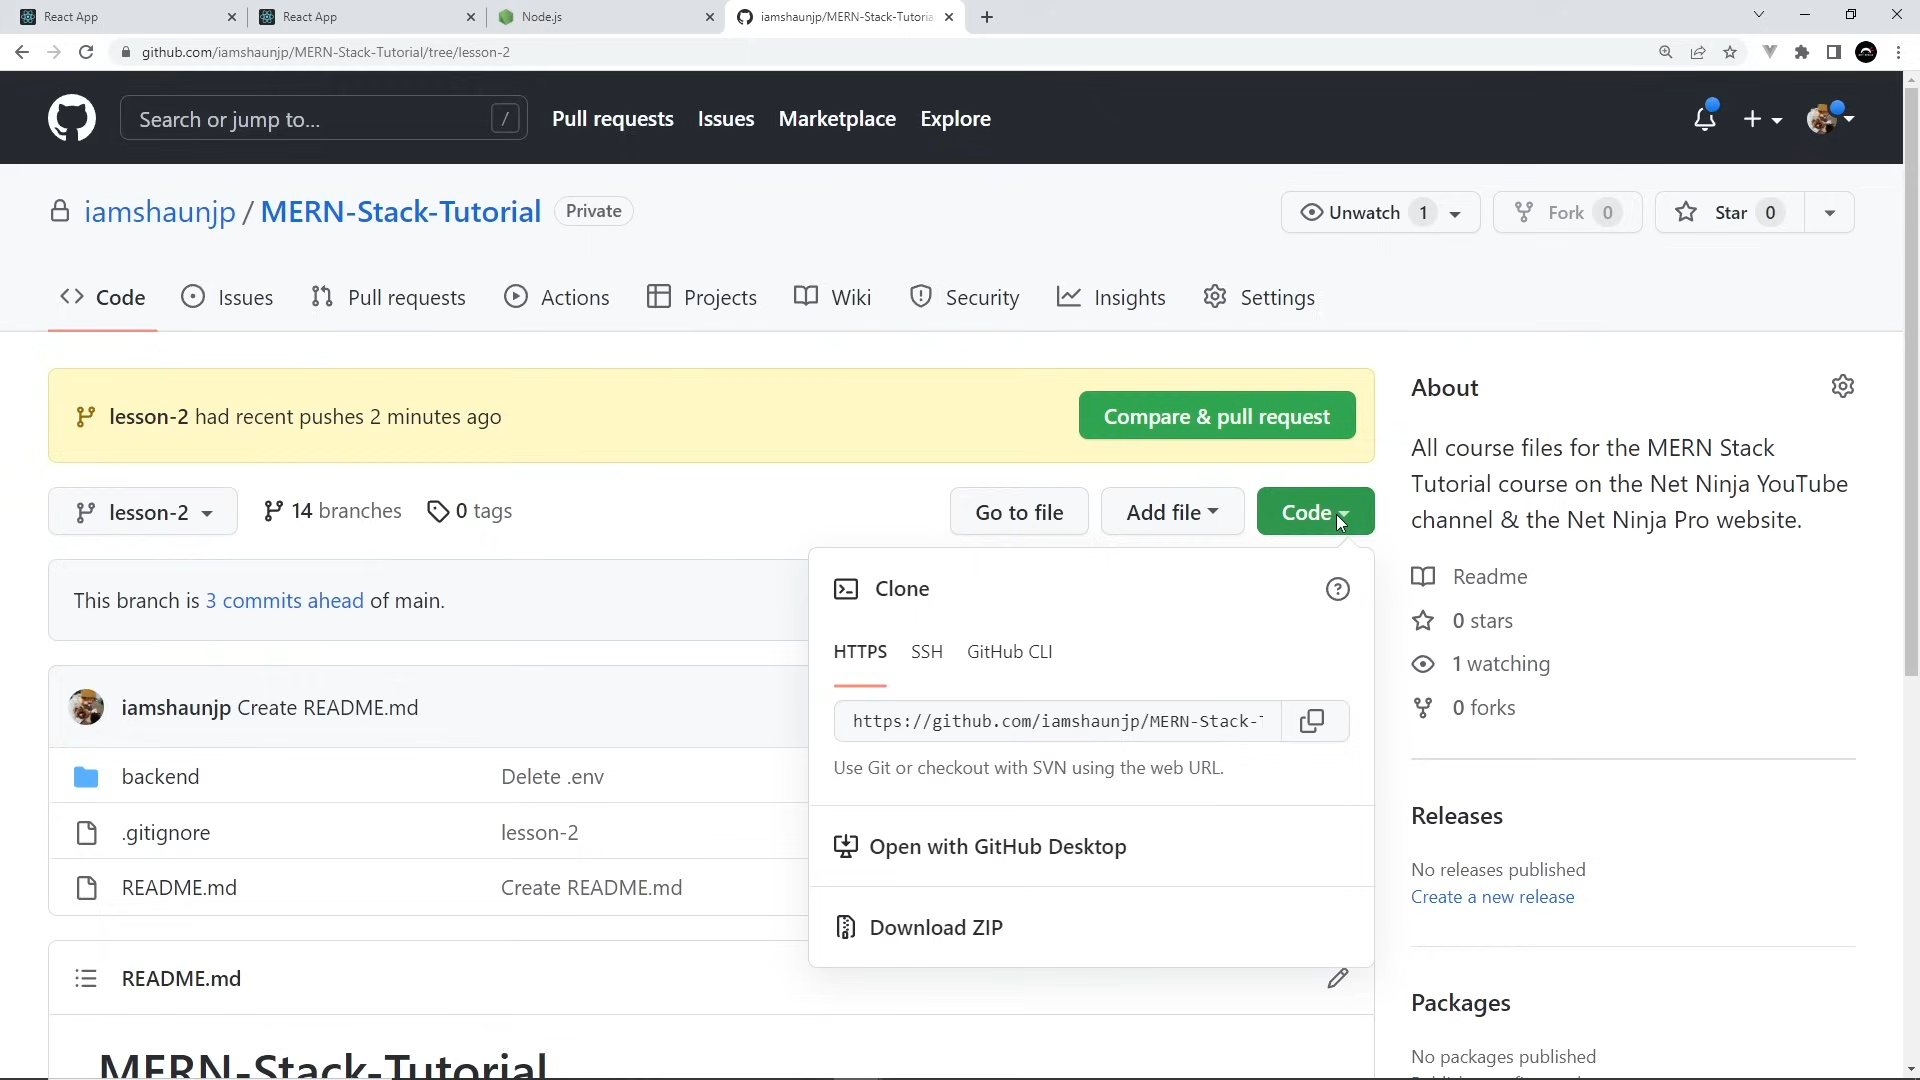 React App
React App
Node.js
iamshaunjp/MERN-Stack-Tutoria
github.com/iamshaunjp/MERN-Stack-Tutorial/tree/lesson-2
Search or jump to... /
Pull requests Issues Marketplace Explore
iamshaunjp / MERN-Stack-Tutorial Private
Unwatch 1 Fork 0 Star 0
Code Issues Pull requests Actions Projects Wiki Security Insights Settings
lesson-2 had recent pushes 2 minutes ago
Compare & pull request
lesson-2 14 branches 0 tags
Go to file Add file Code
This branch is 3 commits ahead of main.
iamshaunjp Create README.md
backend Delete .env
.gitignore lesson-2
README.md Create README.md
README.md
MERN-Stack-Tutorial
Clone
HTTPS SSH GitHub CLI
https://github.com/iamshaunjp/MERN-Stack-
Use Git or checkout with SVN using the web URL.
Open with GitHub Desktop
Download ZIP
About
All course files for the MERN Stack
Tutorial course on the Net Ninja YouTube
channel & the Net Ninja Pro website.
Readme
0 stars
1 watching
0 forks
Releases
No releases published
Create a new release
Packages
No packages published